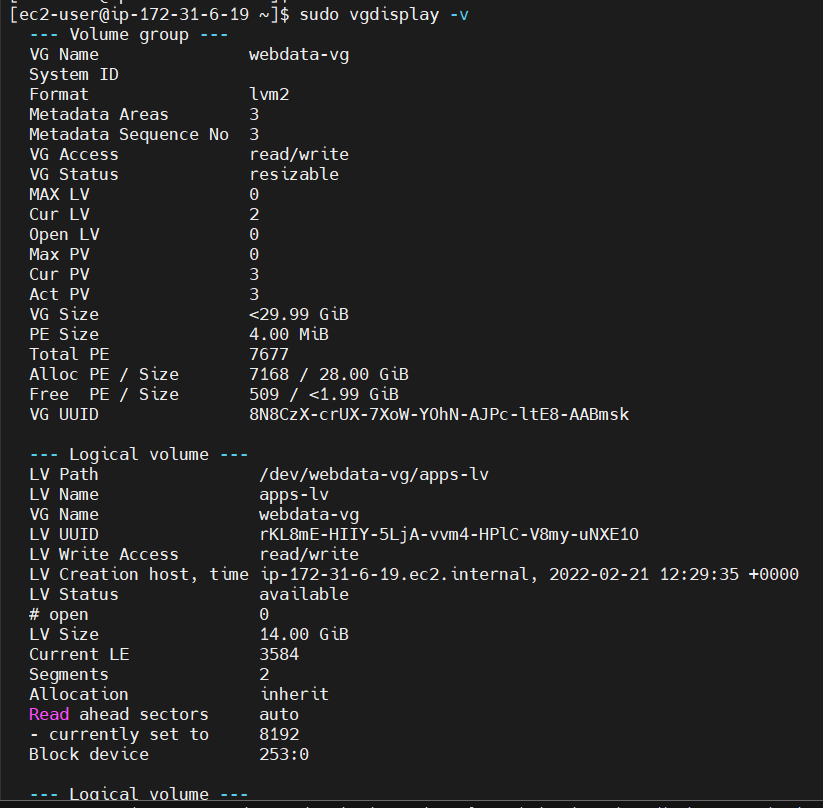 [ec2-user@ip-172-31-6-19 ~]$ sudo vgdisplay -v
--- Volume group ---
VG Name webdata-vg
System ID
Format lvm2
Metadata Areas 3
Metadata Sequence No 3
VG Access read/write
VG Status resizable
MAX LV 0
Cur LV 2
Open LV 0
Max PV 0
Cur PV 3
Act PV 3
VG Size <29.99 GiB
PE Size 4.00 MiB
Total PE 7677
Alloc PE / Size 7168 / 28.00 GiB
Free PE / Size 509 / <1.99 GiB
VG UUID 8N8CzX-crUX-7XoW-YOhN-AJPc-ltE8-AABmsk
--- Logical volume ---
LV Path /dev/webdata-vg/apps-lv
LV Name apps-lv
VG Name webdata-vg
LV UUID rKL8mE-HIIY-5LjA-vvm4-HPlC-V8my-uNXE1O
LV Write Access read/write
LV Creation host, time ip-172-31-6-19.ec2.internal, 2022-02-21 12:29:35 +0000
LV Status available
# open 0
LV Size 14.00 GiB
Current LE 3584
Segments 2
Allocation inherit
Read ahead sectors auto
- currently set to 8192
Block device 253:0
--- Logical volume ---